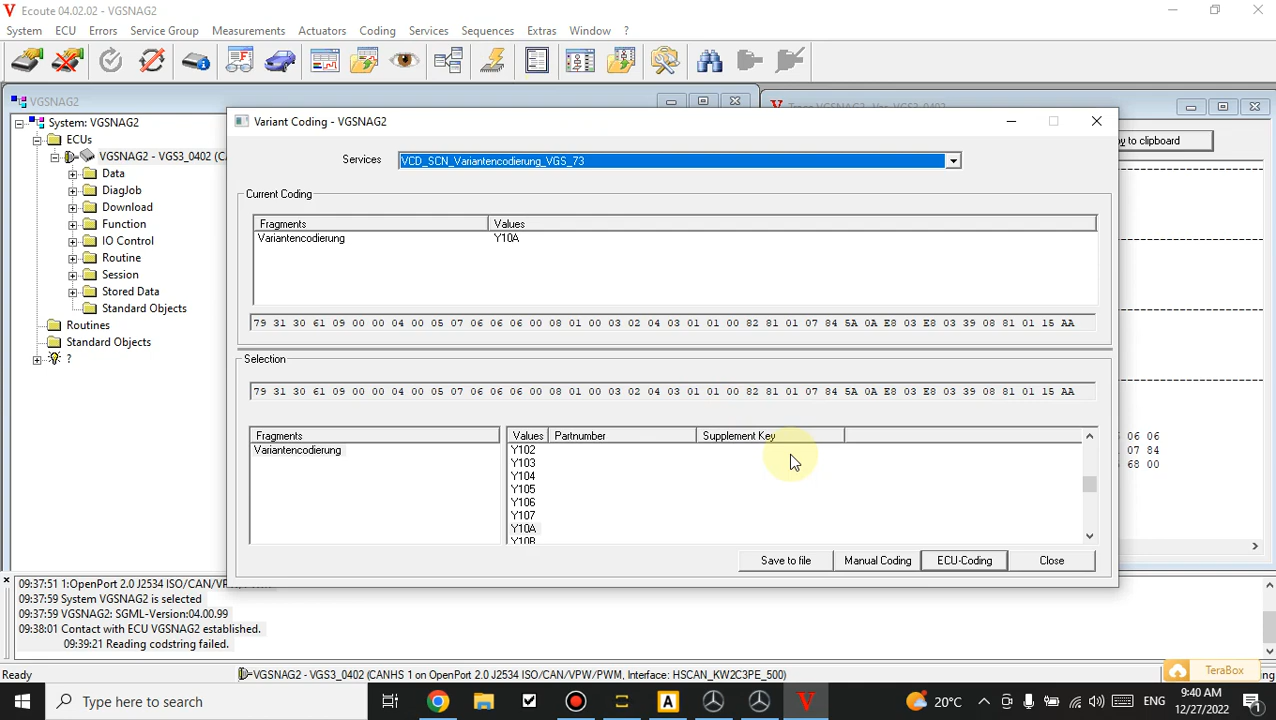 Ecoute 04.02.02 - VGSNAG2
System ECU Errors Service Group Measurements Actuators Coding Services Sequences Extras Window ?
VGSNAG2
System: VGSNAG2
ECUs
VGSNAG2 - VGS3_0402 (CA
Data
DiagJob
Download
Function
IO Control
Routine
Session
Stored Data
Standard Objects
Routines
Standard Objects
?
y to clipboard
06 06
07 84
68 00
Variant Coding - VGSNAG2
Services VCD_SCN_Variantencodierung_VGS_73
Current Coding
Fragments Values
Variantencodierung Y10A
79 31 30 61 09 00 00 04 00 05 07 06 06 06 00 08 01 00 03 02 04 03 01 01 00 82 81 01 07 84 5A 0A E8 03 E8 03 39 08 81 01 15 AA
Selection
79 31 30 61 09 00 00 04 00 05 07 06 06 06 00 08 01 00 03 02 04 03 01 01 00 82 81 01 07 84 5A 0A E8 03 E8 03 39 08 81 01 15 AA
Fragments
Variantencodierung
Values Partnumber Supplement Key
Y102
Y103
Y104
Y105
Y106
Y107
Y10A
Y10B
Save to file Manual Coding ECU-Coding Close
09:37:51 1:OpenPort 2.0 J2534 ISO/CAN/VP
09:37:59 System VGSNAG2 is selected
09:37:59 VGSNAG2: SGML-Version:04.00.99
09:38:01 Contact with ECU VGSNAG2 established.
09:39:21 Reading codstring failed.
Ready VGSNAG2 - VGS3_0402 (CANHS 1 on OpenPort 2.0 J2534 ISO/CAN/VPW/PWM, Interface: HSCAN_KW2C3PE_500)
TeraBox
Type here to search
20°C
ENG
9:40 AM
12/27/2022